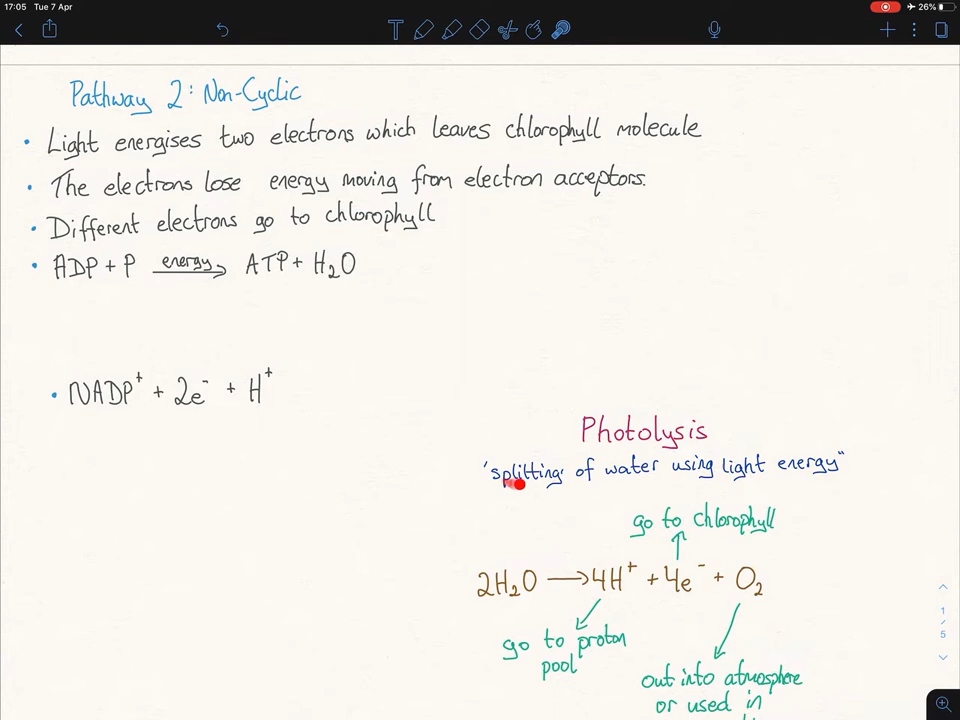 17:05 Tue 7 Apr
26%
Pathway 2: Non-Cyclic
• Light energises two electrons which leaves chlorophyll molecule
• The electrons lose energy moving from electron acceptors.
• Different electrons go to chlorophyll
• ADP + P energy→ ATP + H₂O
• NADP⁺ + 2e⁻ + H⁺
Photolysis
'splitting' of water using light energy"
go to chlorophyll
2H₂O → 4H⁺ + 4e⁻ + O₂
go to proton
pool
out into atmosphere
or used in
1
/
5